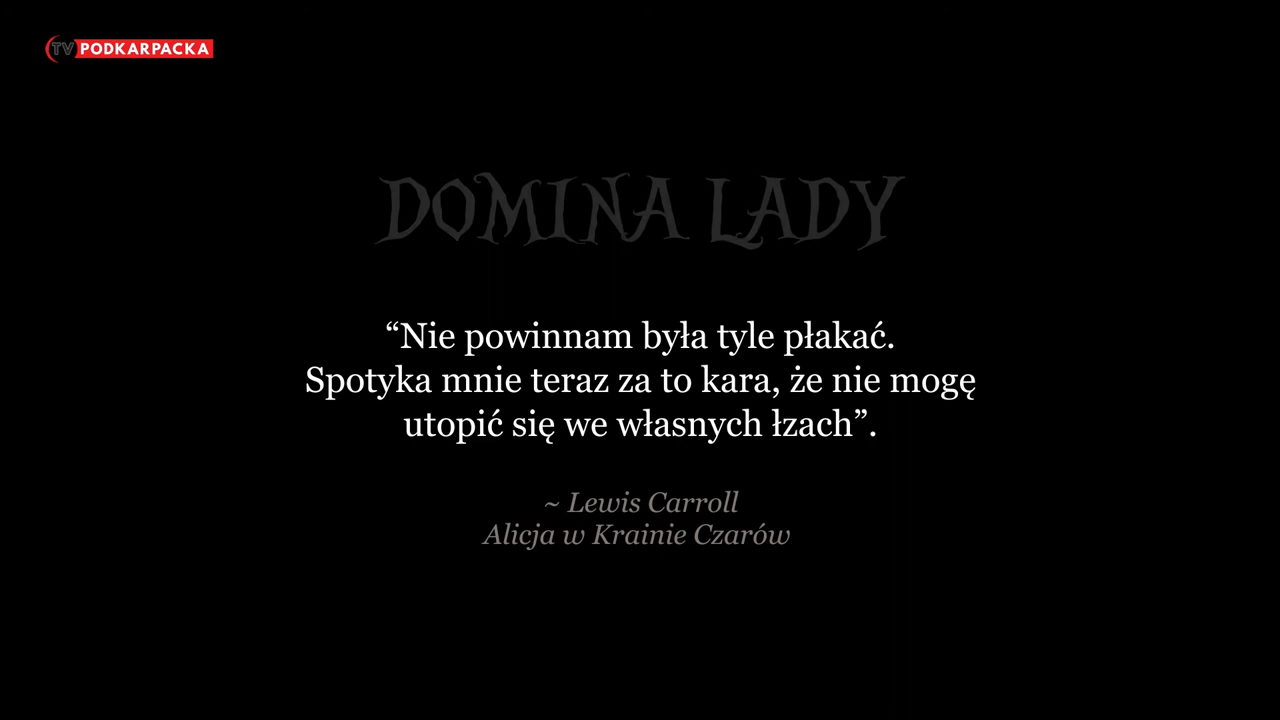 TV PODKARPACKA
DOMINA LADY
“Nie powinnam była tyle płakać.
Spotyka mnie teraz za to kara, że nie mogę
utopić się we własnych łzach”.
~ Lewis Carroll
Alicja w Krainie Czarów